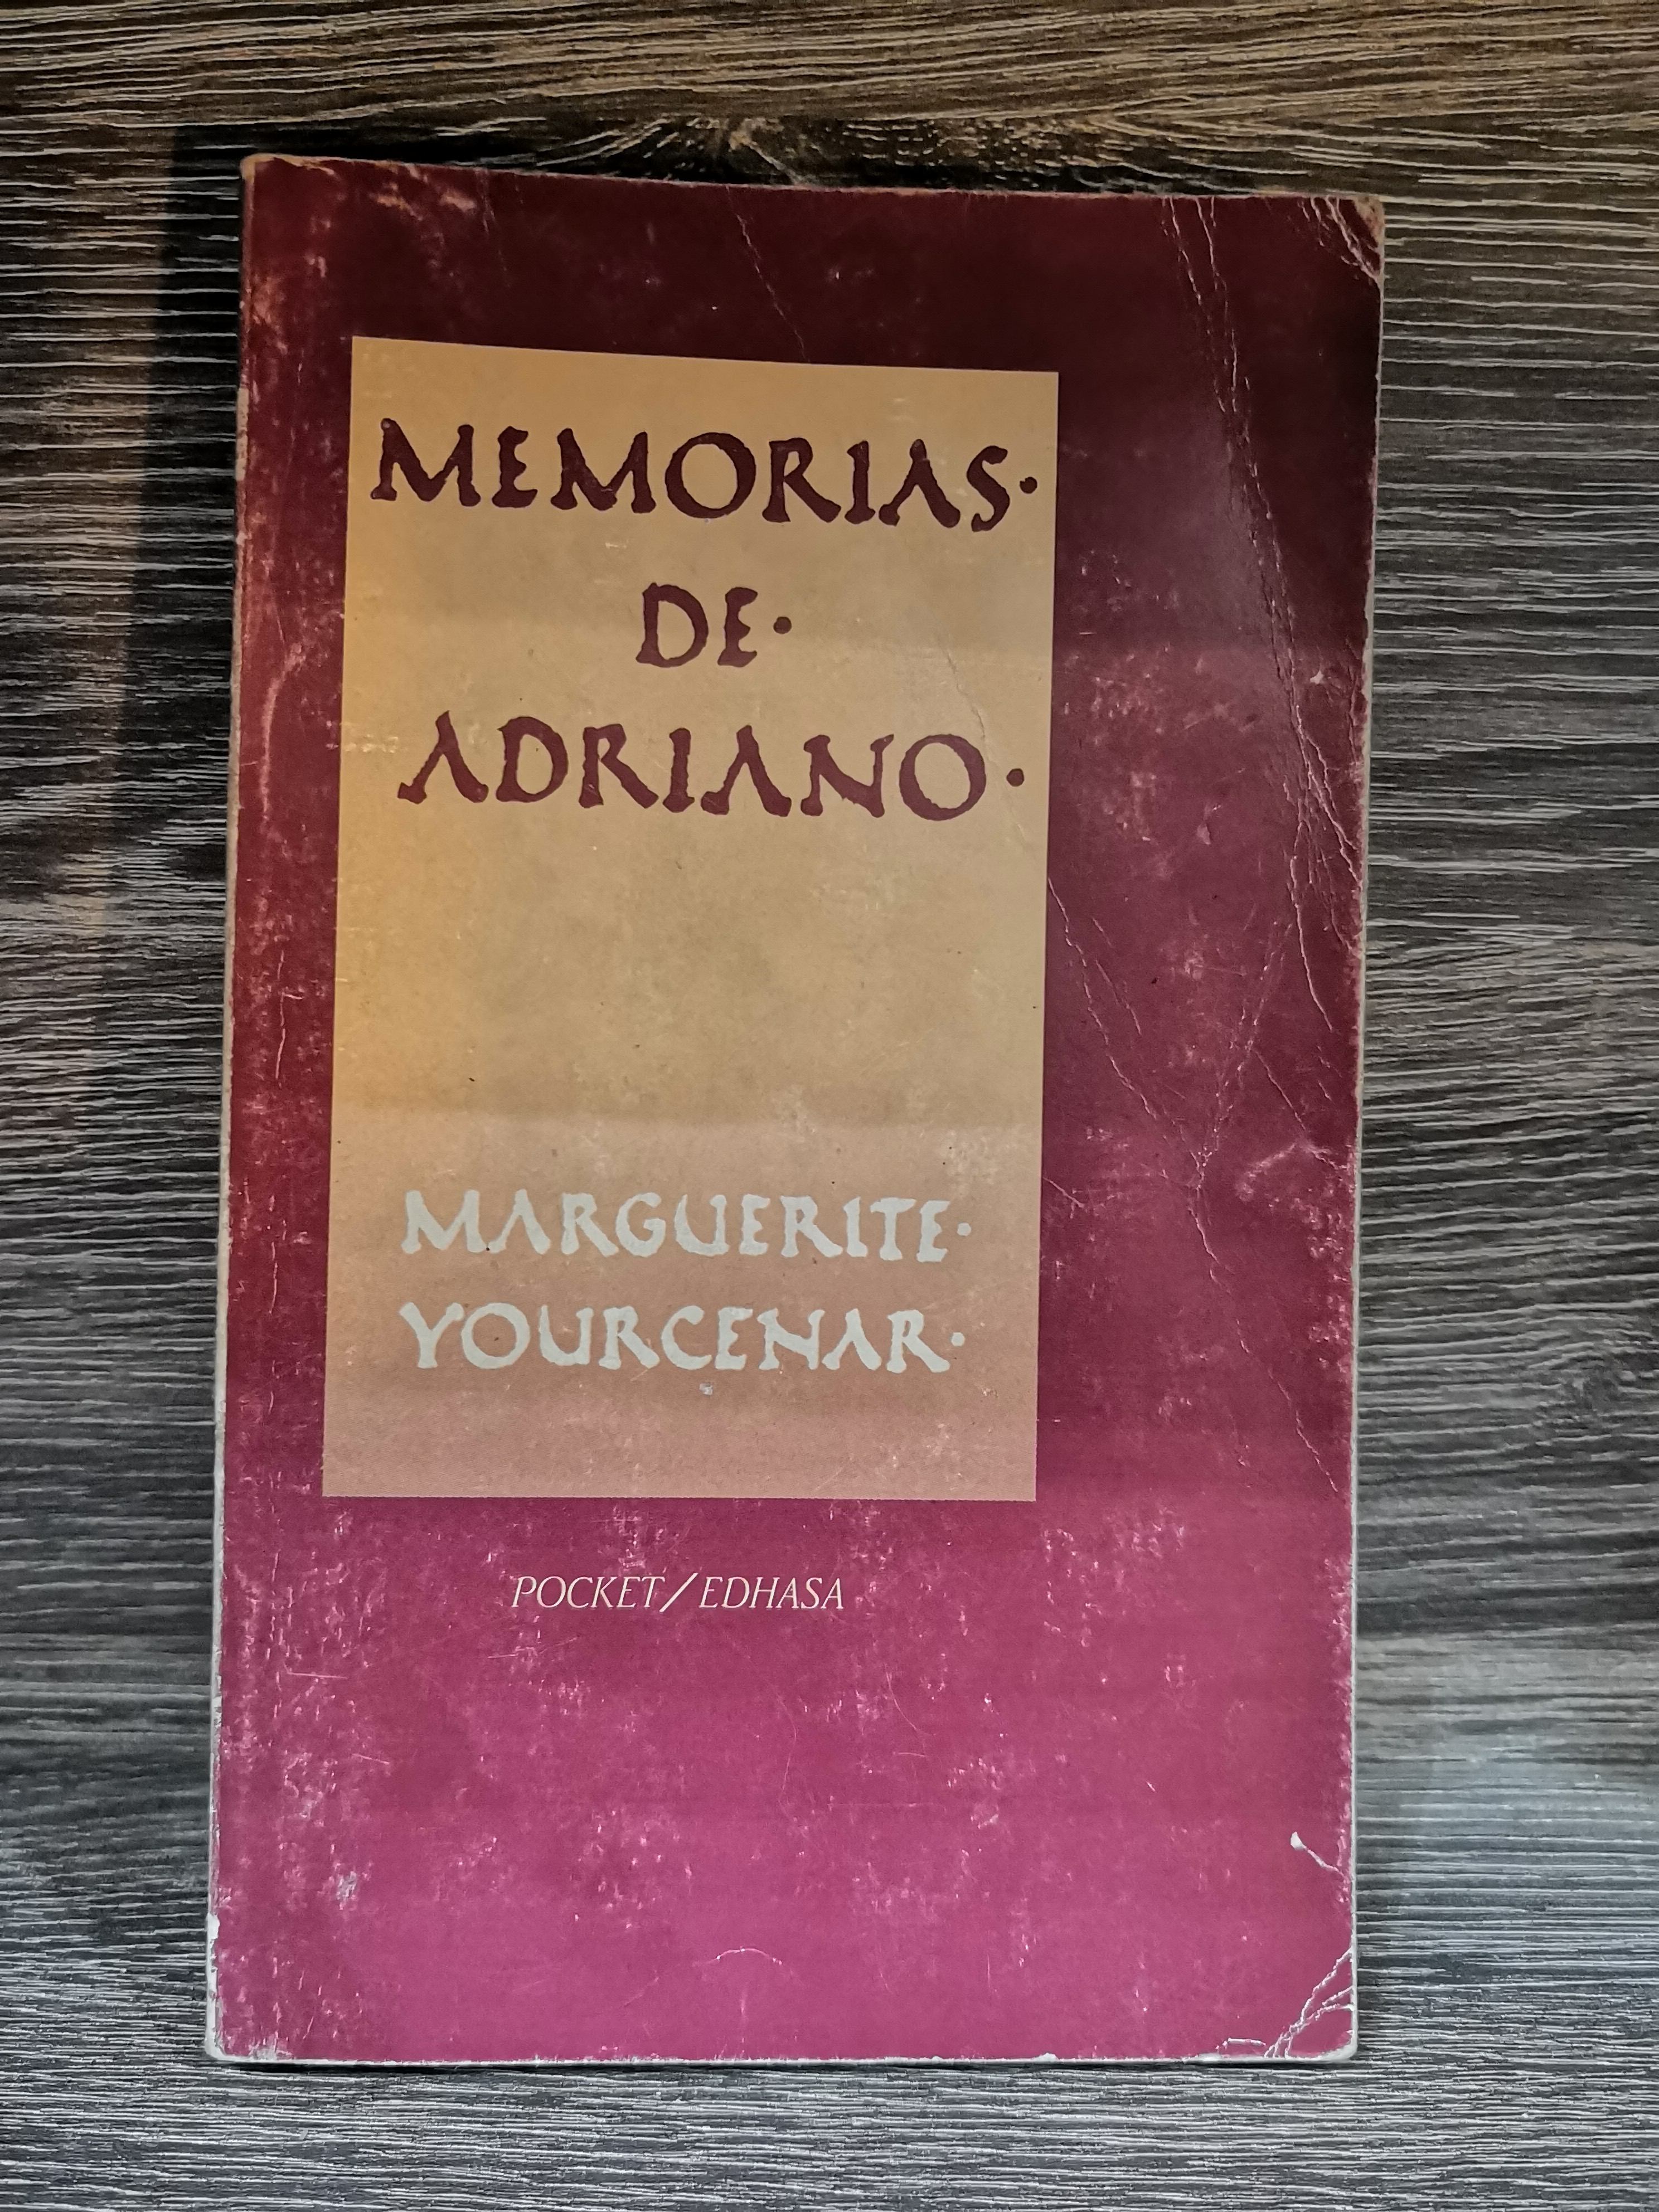 MEMORIAS·
DE·
ADRIANO·
MARGUERITE·
YOURCENAR·
POCKET/EDHASA